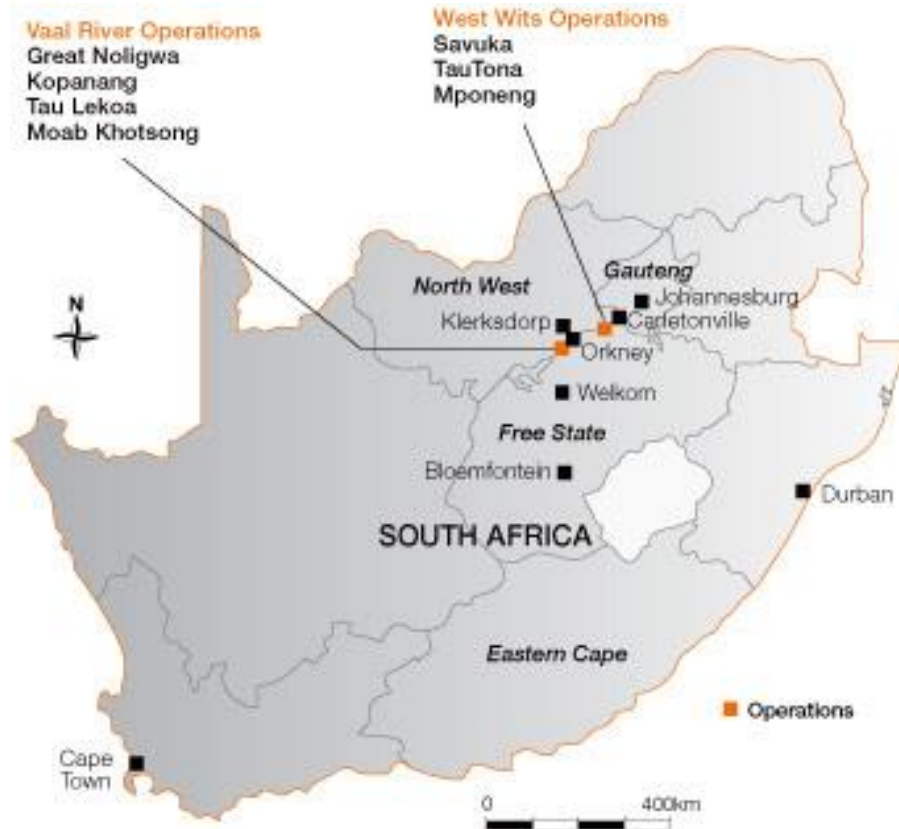 Vaal River Operations
Great Noligwa
Kopanang
Tau Lekoa
Moab Khotsong
West Wits Operations
Savuka
TauTona
Mponeng
N
North West
Gauteng
Johannesburg
Carletonville
Klerksdorp
Orkney
Welkom
Free State
Bloemfontein
Durban
SOUTH AFRICA
Eastern Cape
Operations
Cape
Town
0 400km